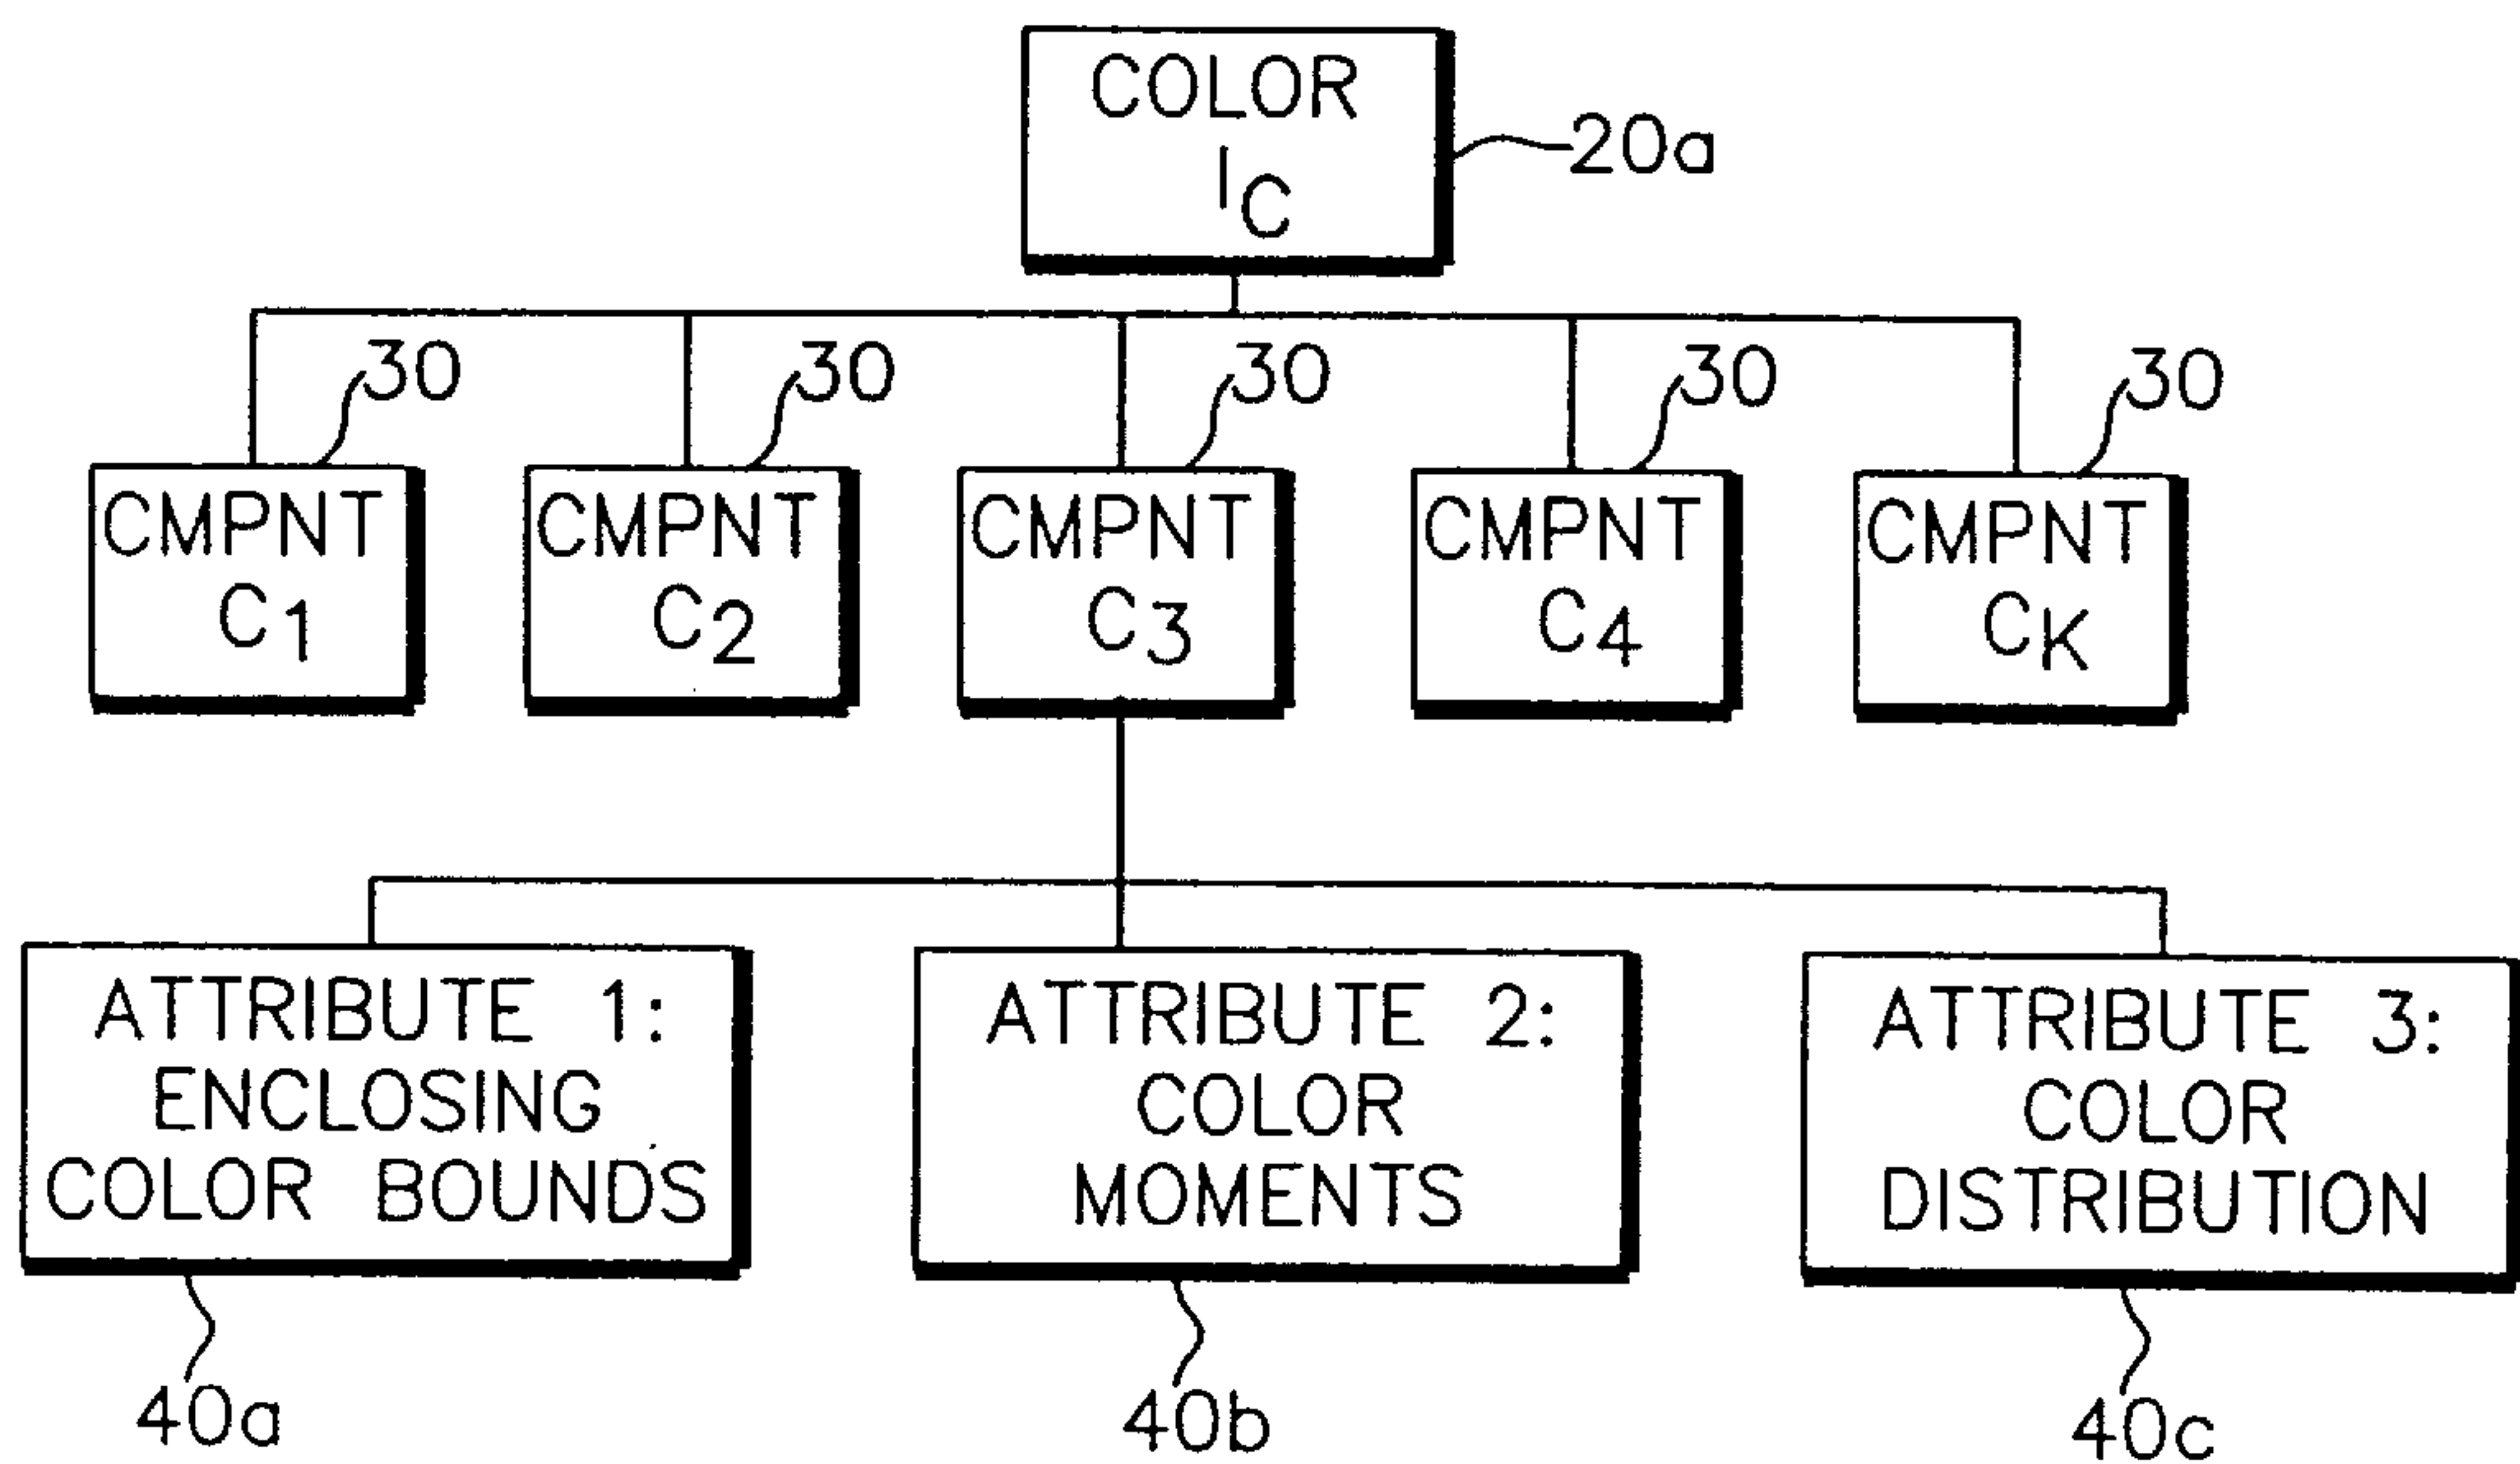 COLOR
I_C
20a
30 30 30 30 30
CMPNT CMPNT CMPNT CMPNT CMPNT
C1 C2 C3 C4 CK
ATTRIBUTE 1: ATTRIBUTE 2: ATTRIBUTE 3:
ENCLOSING COLOR COLOR
COLOR BOUNDS MOMENTS DISTRIBUTION
40a 40b 40c